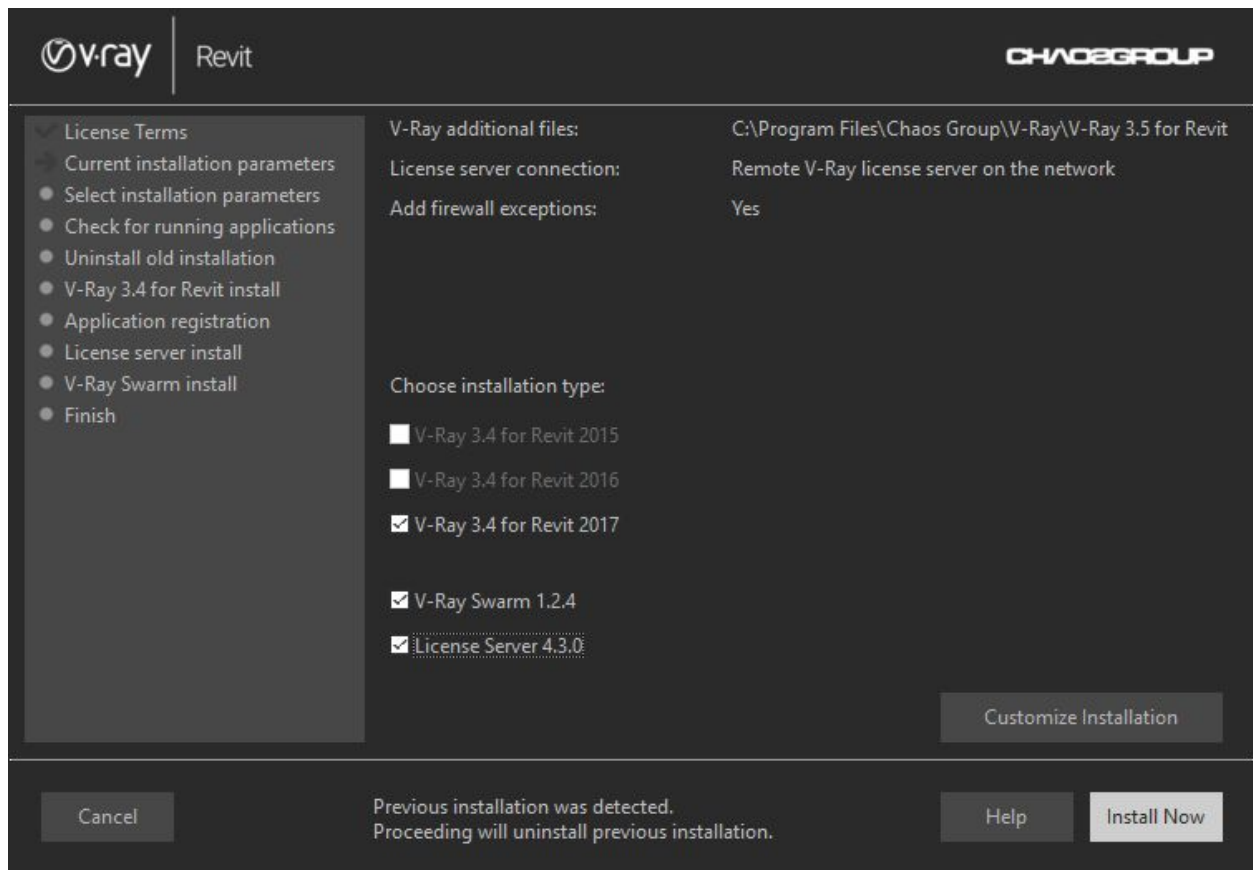 v·ray
Revit
CHAOSGROUP
License Terms
Current installation parameters
Select installation parameters
Check for running applications
Uninstall old installation
V-Ray 3.4 for Revit install
Application registration
License server install
V-Ray Swarm install
Finish
V-Ray additional files: C:\Program Files\Chaos Group\V-Ray\V-Ray 3.5 for Revit
License server connection: Remote V-Ray license server on the network
Add firewall exceptions: Yes
Choose installation type:
V-Ray 3.4 for Revit 2015
V-Ray 3.4 for Revit 2016
V-Ray 3.4 for Revit 2017
V-Ray Swarm 1.2.4
License Server 4.3.0
Customize Installation
Cancel
Previous installation was detected.
Proceeding will uninstall previous installation.
Help
Install Now